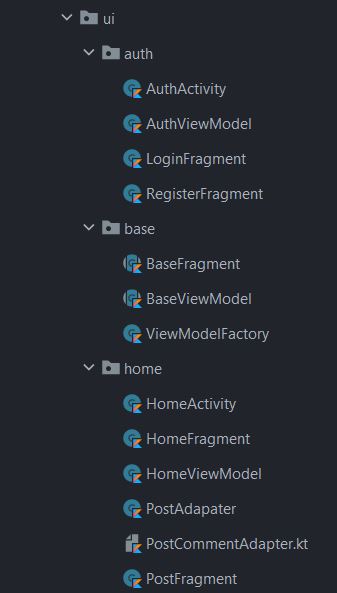 ui
auth
AuthActivity
AuthViewModel
LoginFragment
RegisterFragment
base
BaseFragment
BaseViewModel
ViewModelFactory
home
HomeActivity
HomeFragment
HomeViewModel
PostAdapater
PostCommentAdapter.kt
PostFragment